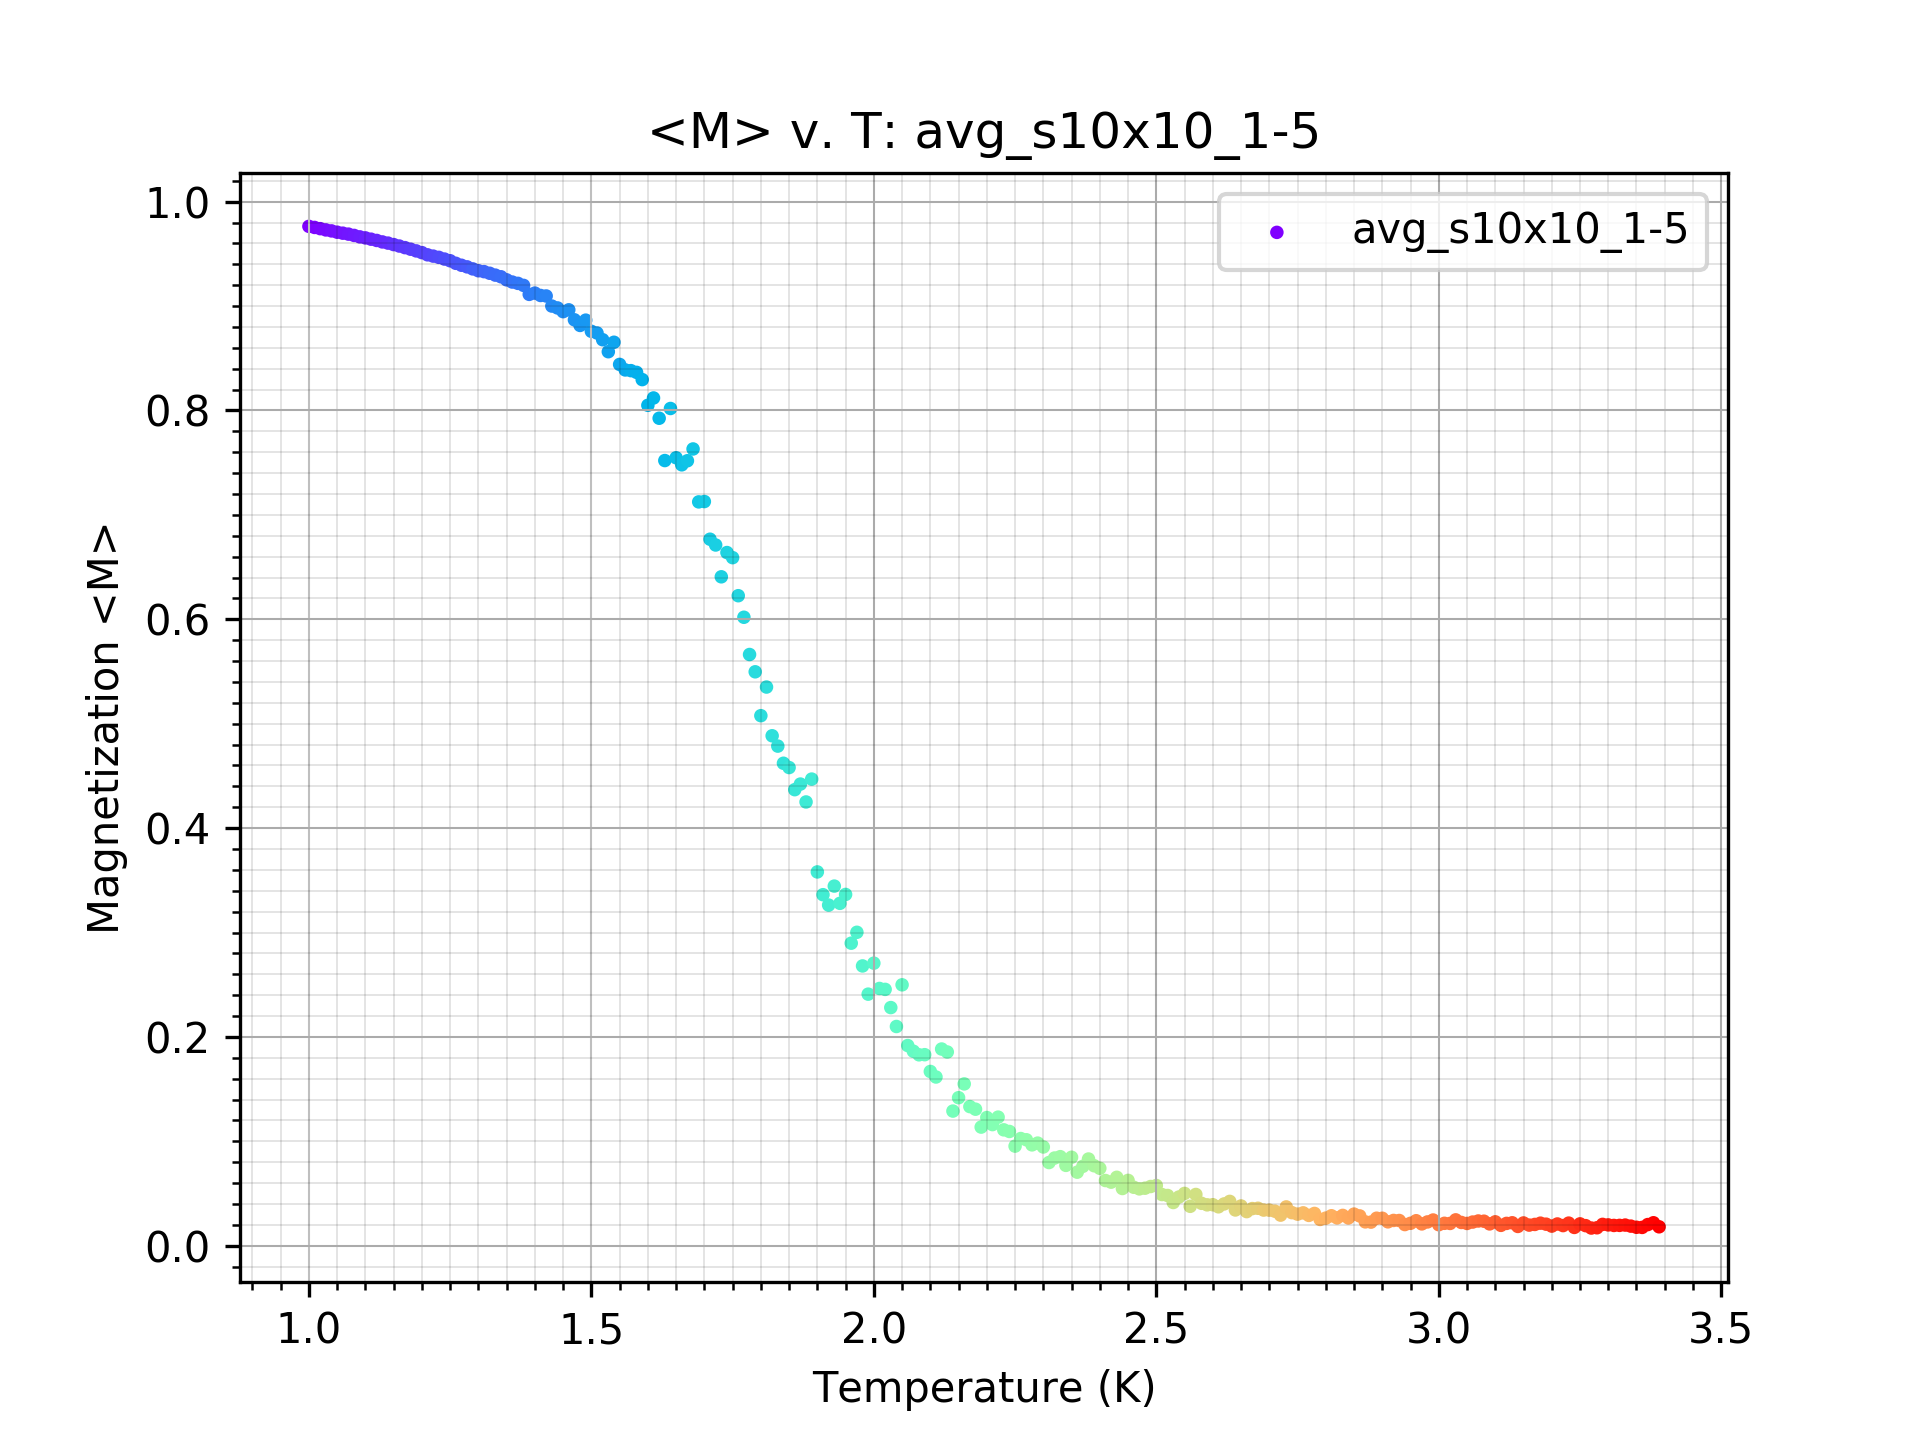 <M> v. T: avg_s10x10_1-5
avg_s10x10_1-5
Magnetization <M>
1.0
0.8
0.6
0.4
0.2
0.0
1.0 1.5 2.0 2.5 3.0 3.5
Temperature (K)